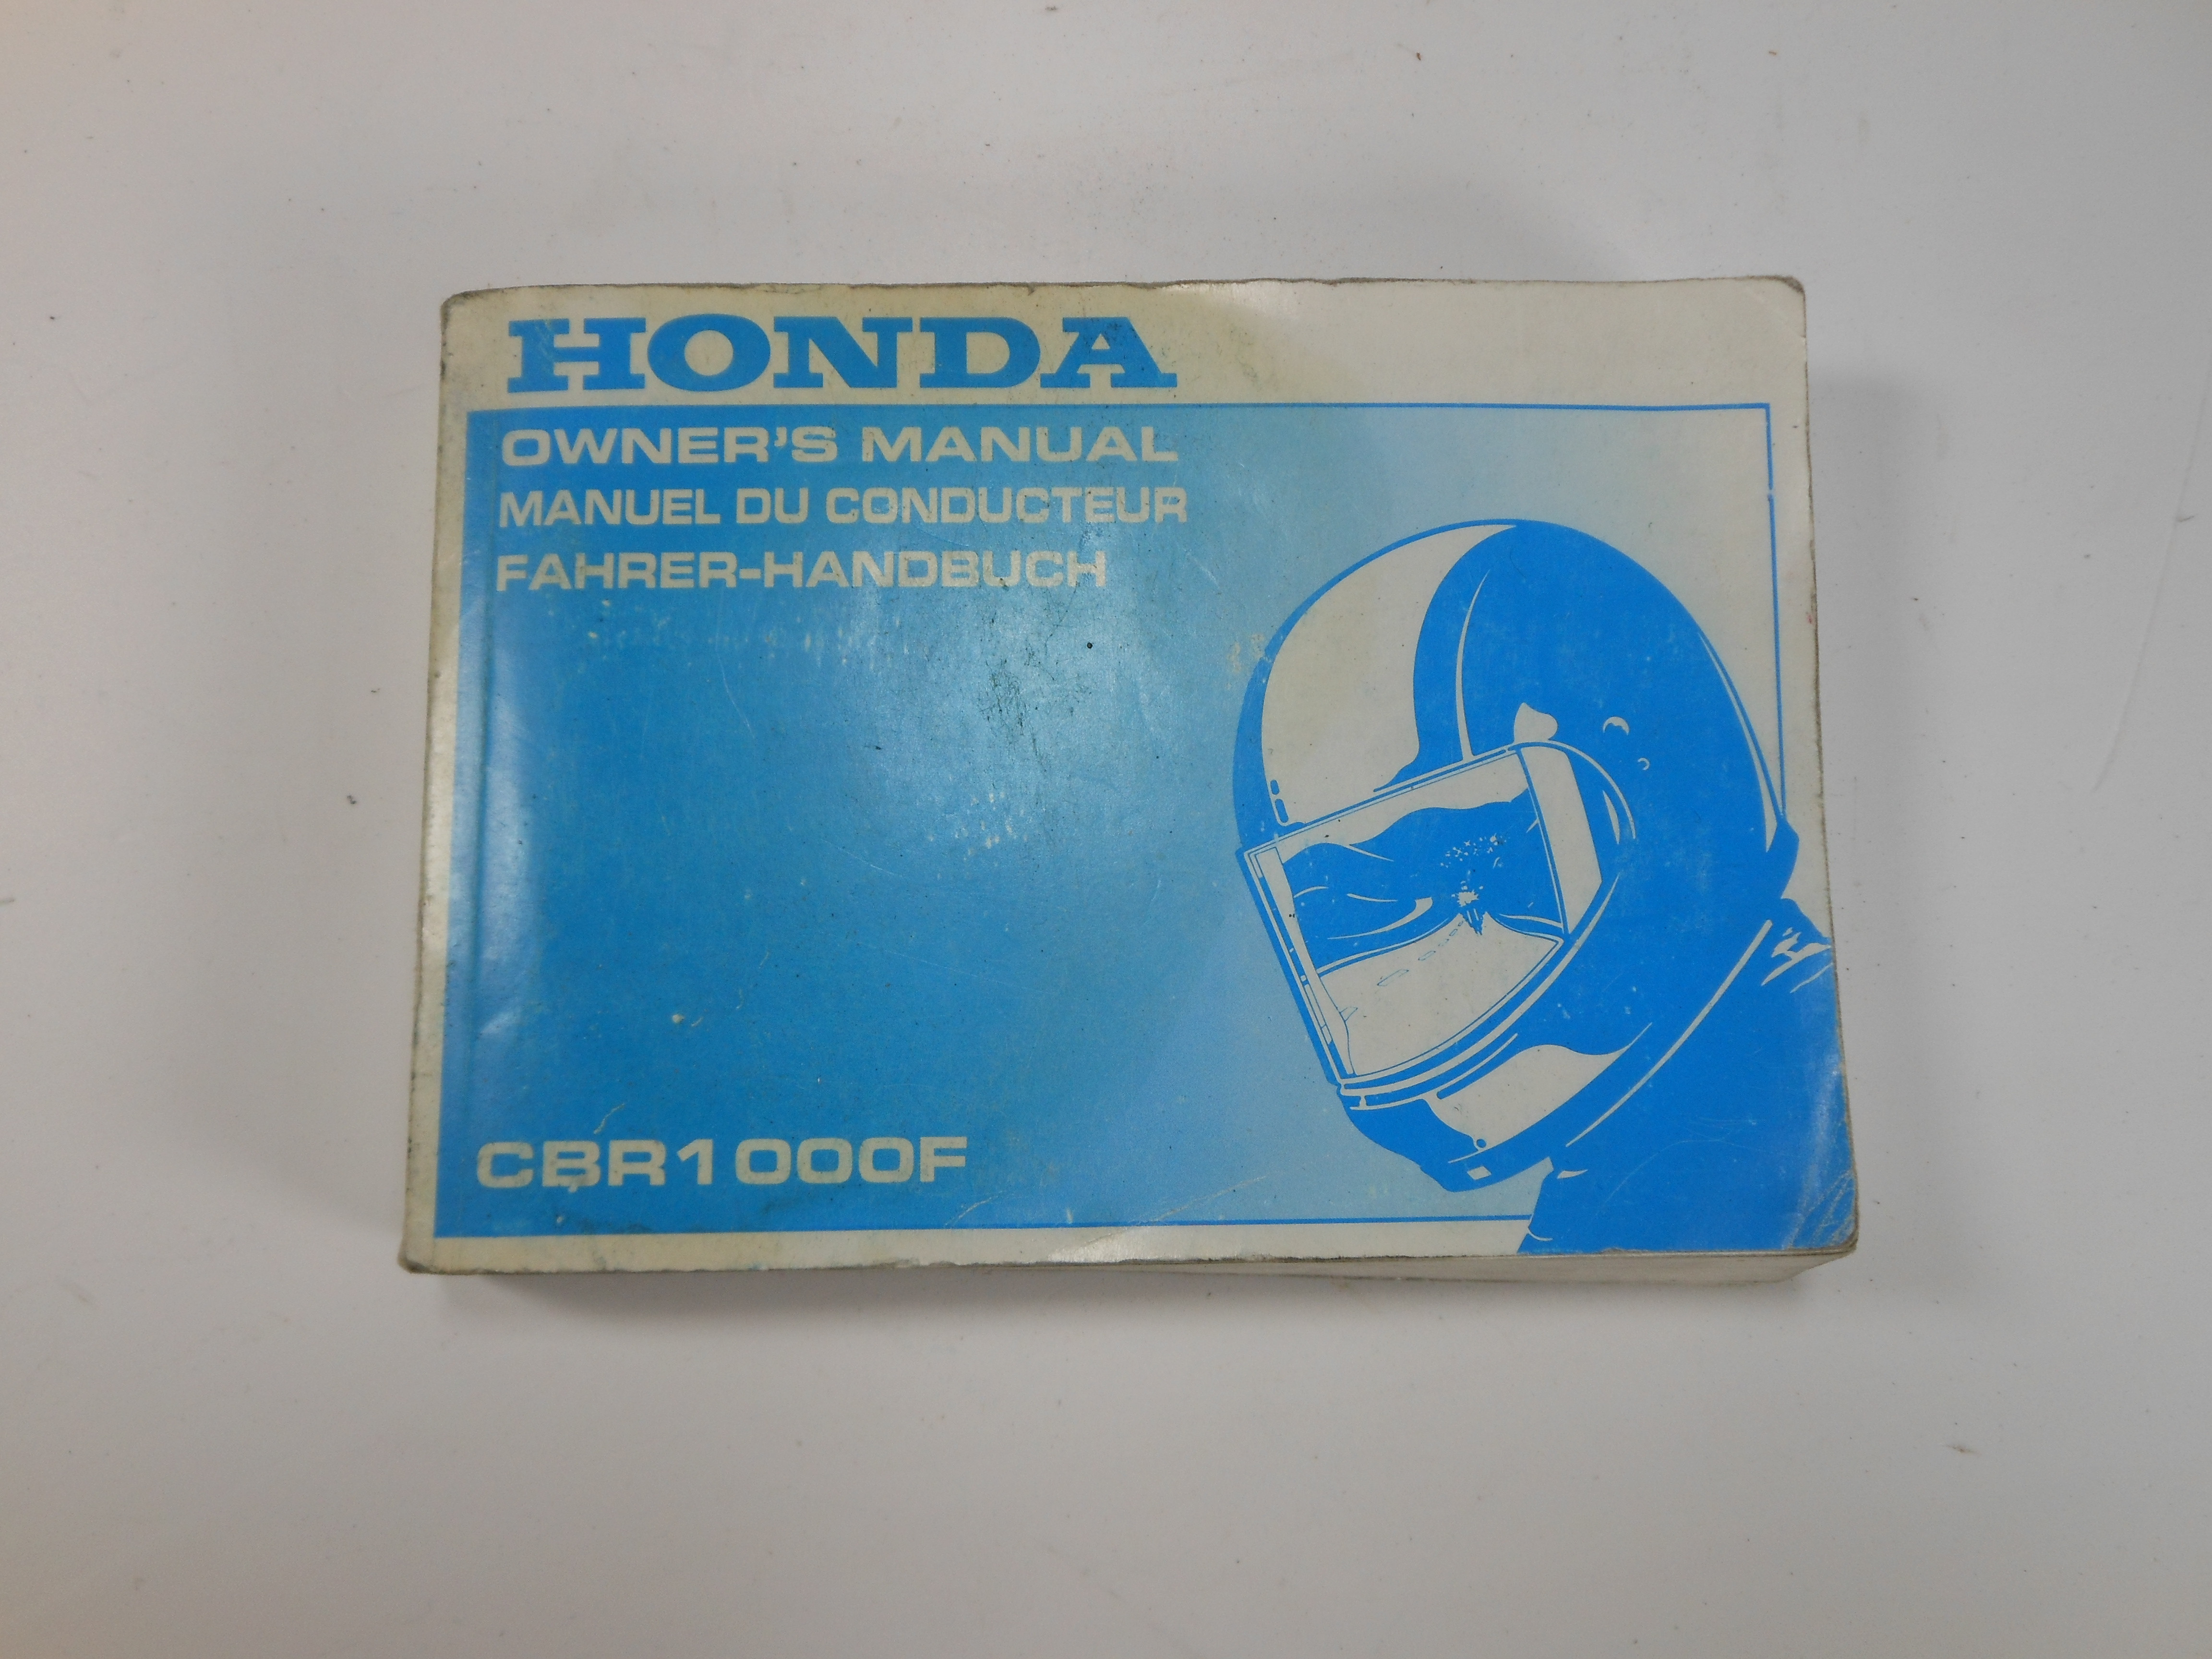 HONDA
OWNER'S MANUAL
MANUEL DU CONDUCTEUR
FAHRER-HANDBUCH
CBR1000F